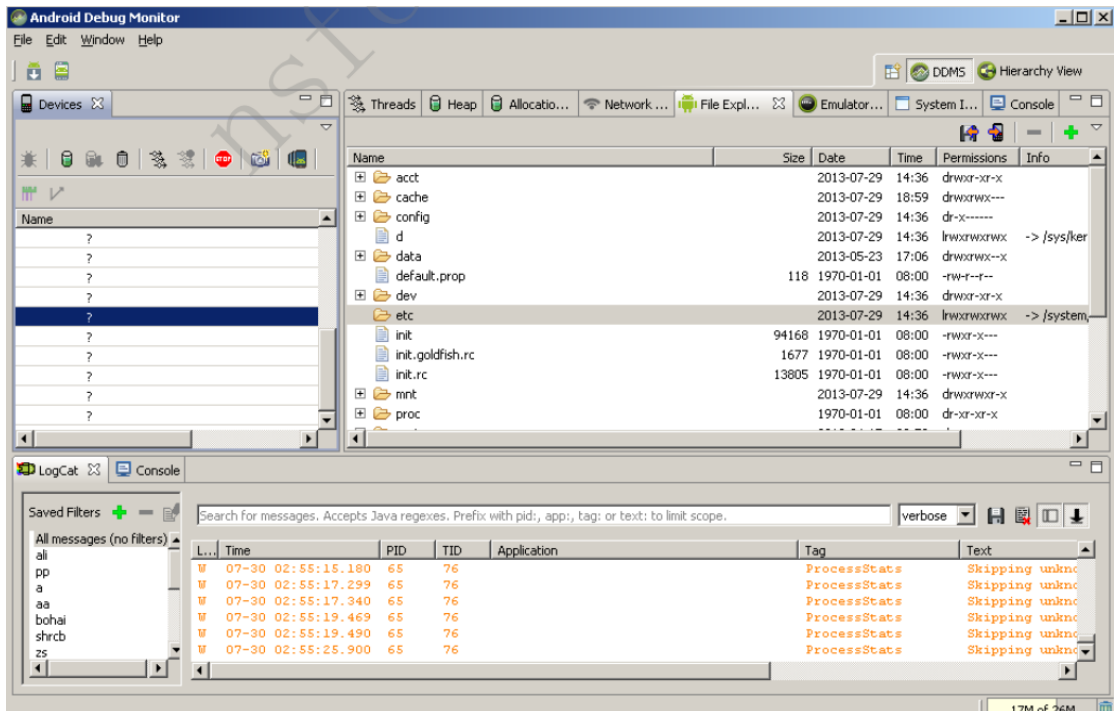 Android Debug Monitor
File Edit Window Help
DDMS Hierarchy View
Devices
Threads Heap Allocatio... Network ... File Expl... Emulator... System I... Console
Name
?
?
?
?
?
?
?
?
?
?
Name Size Date Time Permissions Info
acct 2013-07-29 14:36 drwxr-xr-x
cache 2013-07-29 18:59 drwxrwx---
config 2013-07-29 14:36 dr-x------
d 2013-07-29 14:36 lrwxrwxrwx -> /sys/ker
data 2013-05-23 17:06 drwxrwx--x
default.prop 118 1970-01-01 08:00 -rw-r--r--
dev 2013-07-29 14:36 drwxr-xr-x
etc 2013-07-29 14:36 lrwxrwxrwx -> /system,
init 94168 1970-01-01 08:00 -rwxr-x---
init.goldfish.rc 1677 1970-01-01 08:00 -rwxr-x---
init.rc 13805 1970-01-01 08:00 -rwxr-x---
mnt 2013-07-29 14:36 drwxrwxr-x
proc 1970-01-01 08:00 dr-xr-xr-x
LogCat Console
Saved Filters
All messages (no filters)
ali
pp
a
aa
bohai
shrcb
zs
Search for messages. Accepts Java regexes. Prefix with pid:, app:, tag: or text: to limit scope.
verbose
L... Time PID TID Application Tag Text
W 07-30 02:55:15.180 65 76 ProcessStats Skipping unkno
W 07-30 02:55:17.299 65 76 ProcessStats Skipping unkno
W 07-30 02:55:17.340 65 76 ProcessStats Skipping unkno
W 07-30 02:55:19.469 65 76 ProcessStats Skipping unkno
W 07-30 02:55:19.490 65 76 ProcessStats Skipping unkno
W 07-30 02:55:25.900 65 76 ProcessStats Skipping unkno
17M of 26M